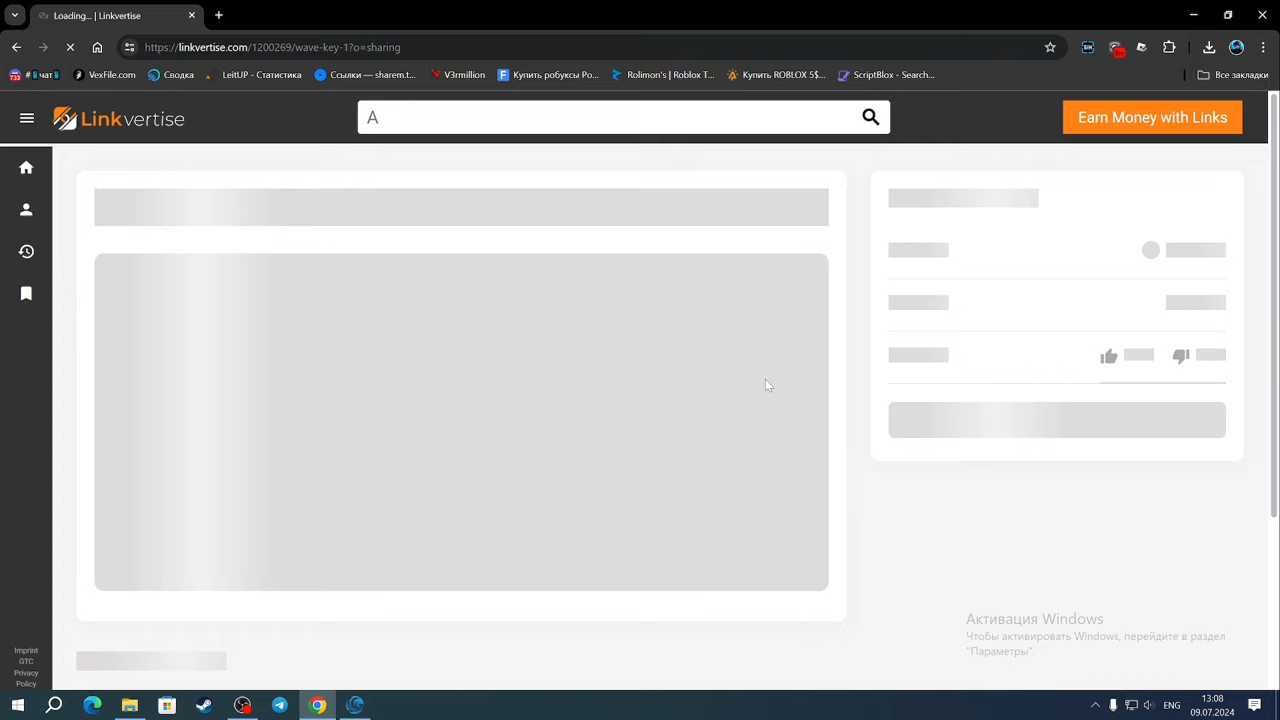 Loading... | Linkvertise
https://linkvertise.com/1200269/wave-key-1?o=sharing
чат |
VexFile.com
Сводка
LeitUP - Статистика
Ссылки — sharem.t...
V3rmillion
Купить робуксы Ро...
Rolimon's | Roblox T...
Купить ROBLOX 5$...
ScriptBlox - Search...
Все закладки
Linkvertise
A
Earn Money with Links
Imprint
GTC
Privacy
Policy
Активация Windows
Чтобы активировать Windows, перейдите в раздел
"Параметры".
13:08
09.07.2024